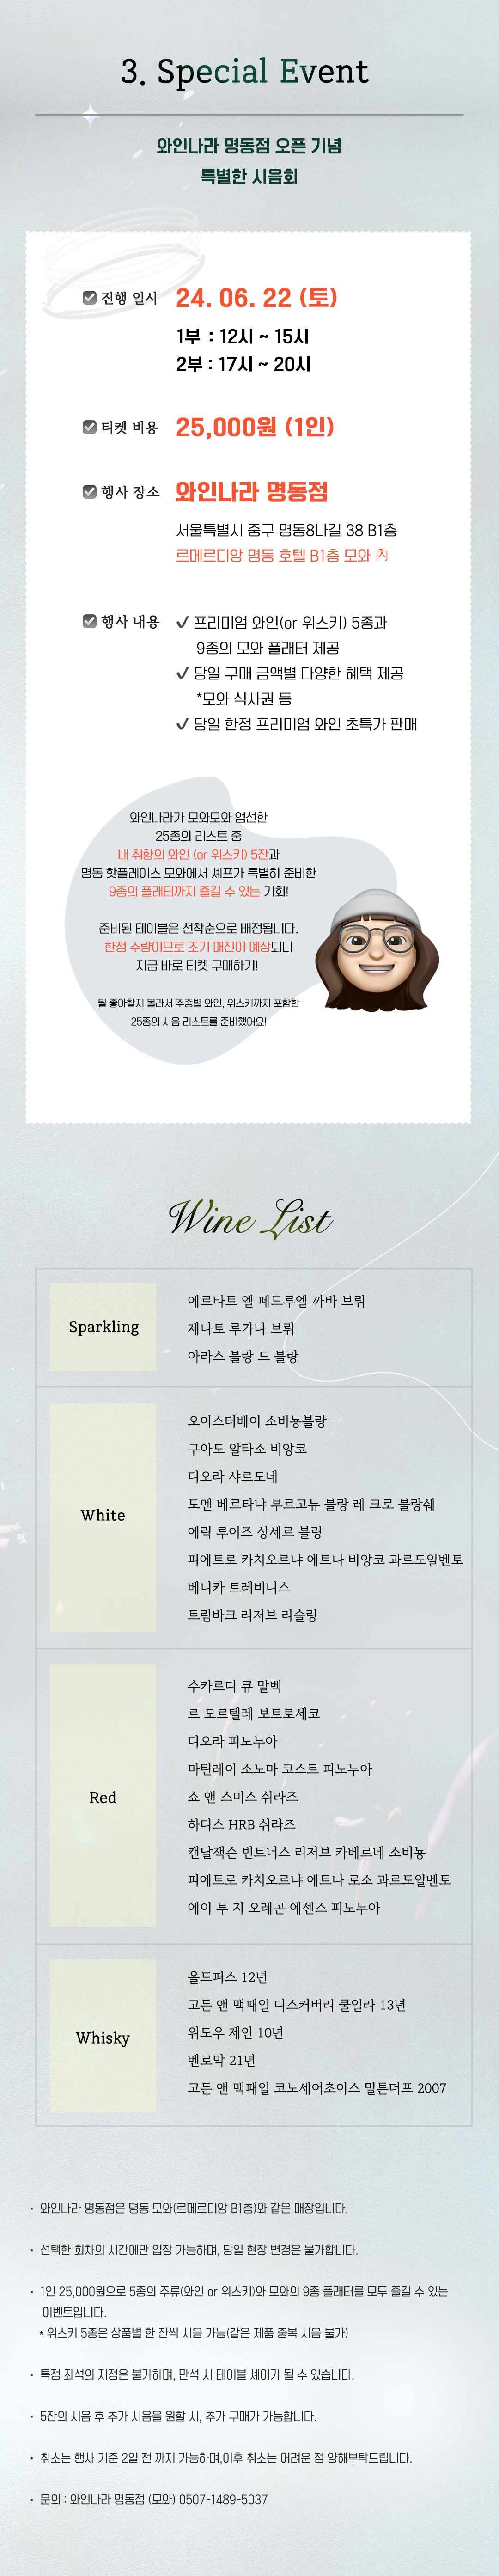 3. Special Event
와인나라 명동점 오픈 기념
특별한 시음회
진행 일시
24. 06. 22 (토)
1부 : 12시 ~ 15시
2부 : 17시 ~ 20시
티켓 비용
25,000원 (1인)
행사 장소
와인나라 명동점
서울특별시 중구 명동8나길 38 B1층
르메르디앙 명동 호텔 B1층 모와 內
행사 내용
프리미엄 와인(or 위스키) 5종과
9종의 모와 플래터 제공
당일 구매 금액별 다양한 혜택 제공
*모와 식사권 등
당일 한정 프리미엄 와인 초특가 판매
와인나라가 모와모와 엄선한
25종의 리스트 중
내 취향의 와인 (or 위스키) 5잔과
명동 핫플레이스 모와에서 셰프가 특별히 준비한
9종의 플래터까지 즐길 수 있는 기회!
준비된 테이블은 선착순으로 배정됩니다.
한정 수량이므로 조기 매진이 예상되니
지금 바로 티켓 구매하기!
뭘 좋아할지 몰라서 주종별 와인, 위스키까지 포함한
25종의 시음 리스트를 준비했어요!
Wine List
Sparkling
에르타트 엘 페드루엘 까바 브뤼
제나토 루가나 브뤼
아라스 블랑 드 블랑
White
오이스터베이 소비뇽블랑
구아도 알타소 비앙코
디오라 샤르도네
도멘 베르타냐 부르고뉴 블랑 레 크로 블랑쉐
에릭 루이즈 상세르 블랑
피에트로 카치오르냐 에트나 비앙코 과르도일벤토
베니카 트레비니스
트림바크 리저브 리슬링
Red
수카르디 큐 말벡
르 모르텔레 보트로세코
디오라 피노누아
마틴레이 소노마 코스트 피노누아
쇼 앤 스미스 쉬라즈
하디스 HRB 쉬라즈
캔달잭슨 빈트너스 리저브 카베르네 소비뇽
피에트로 카치오르냐 에트나 로소 과르도일벤토
에이 투 지 오레곤 에센스 피노누아
Whisky
올드퍼스 12년
고든 앤 맥패일 디스커버리 쿨일라 13년
위도우 제인 10년
벤로막 21년
고든 앤 맥패일 코노세어초이스 밀튼더프 2007
• 와인나라 명동점은 명동 모와(르메르디앙 B1층)와 같은 매장입니다.
• 선택한 회차의 시간에만 입장 가능하며, 당일 현장 변경은 불가합니다.
• 1인 25,000원으로 5종의 주류(와인 or 위스키)와 모와의 9종 플래터를 모두 즐길 수 있는
이벤트입니다.
* 위스키 5종은 상품별 한 잔씩 시음 가능(같은 제품 중복 시음 불가)
• 특정 좌석의 지정은 불가하며, 만석 시 테이블 셰어가 될 수 있습니다.
• 5잔의 시음 후 추가 시음을 원할 시, 추가 구매가 가능합니다.
• 취소는 행사 기준 2일 전 까지 가능하며,이후 취소는 어려운 점 양해부탁드립니다.
• 문의 : 와인나라 명동점 (모와) 0507-1489-5037